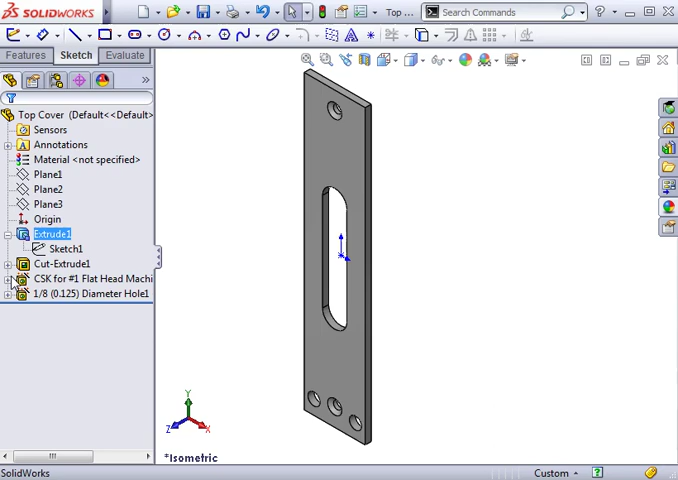 SOLIDWORKS
Top ...
Search Commands
Features
Sketch
Evaluate
Top Cover (Default<<Default>
Sensors
Annotations
Material <not specified>
Plane1
Plane2
Plane3
Origin
Extrude1
Sketch1
Cut-Extrude1
CSK for #1 Flat Head Machi
1/8 (0.125) Diameter Hole1
Y
Z
X
*Isometric
SolidWorks
Custom